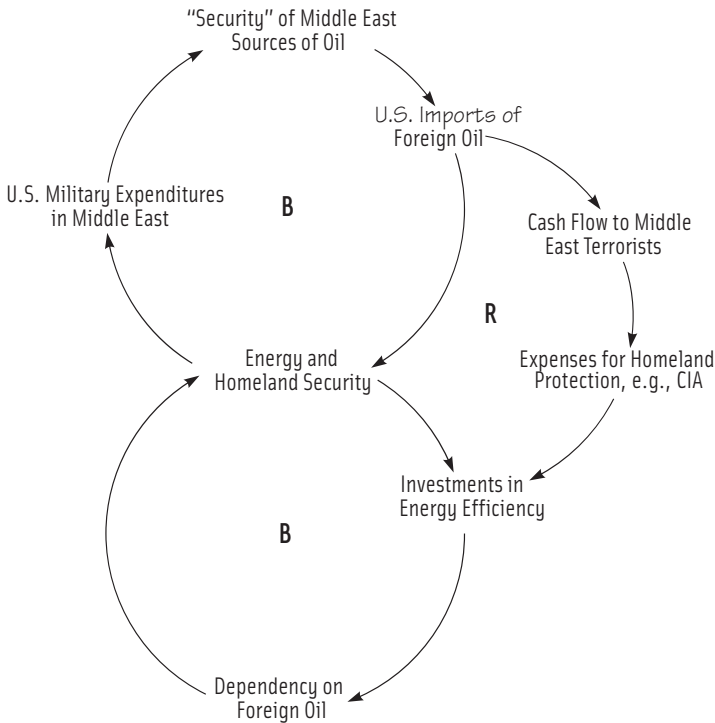 “Security” of Middle East
Sources of Oil
U.S. Imports of
Foreign Oil
U.S. Military Expenditures
in Middle East
B
Cash Flow to Middle
East Terrorists
R
Energy and
Homeland Security
Expenses for Homeland
Protection, e.g., CIA
Investments in
Energy Efficiency
B
Dependency on
Foreign Oil